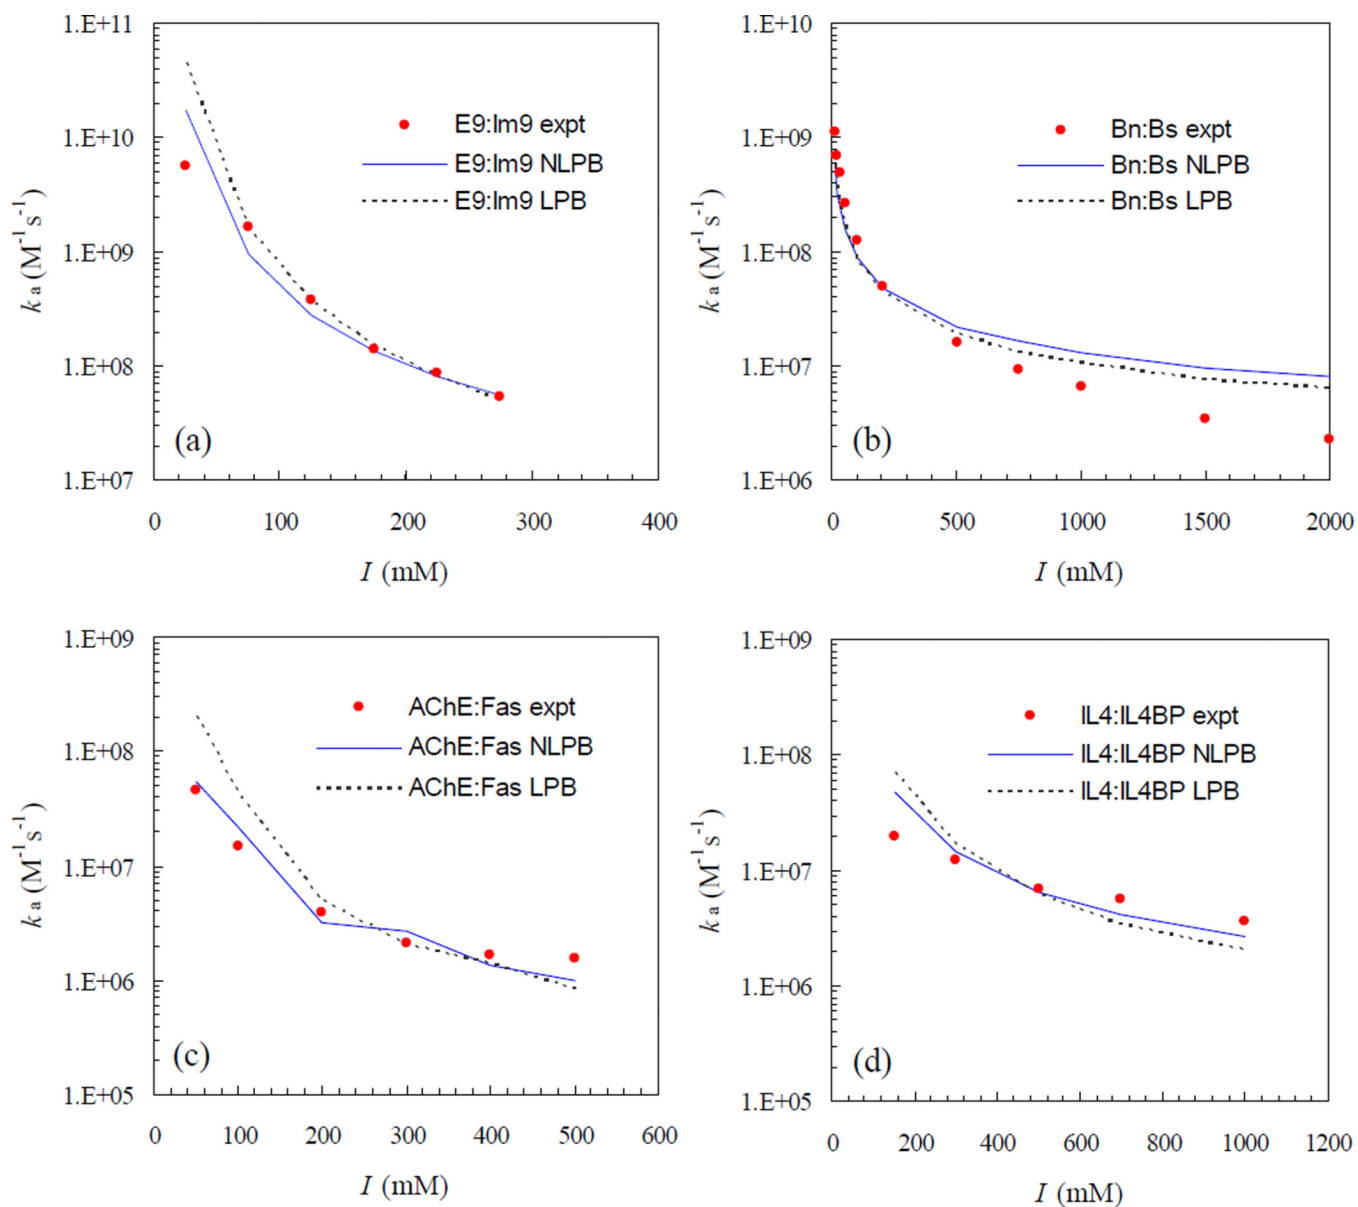 1.E+11
1.E+10
1.E+09
1.E+08
1.E+07
k a (M⁻¹s⁻¹)
E9:Im9 expt
E9:Im9 NLPB
E9:Im9 LPB
(a)
0 100 200 300 400
I (mM)
1.E+10
1.E+09
1.E+08
1.E+07
1.E+06
k a (M⁻¹s⁻¹)
Bn:Bs expt
Bn:Bs NLPB
Bn:Bs LPB
(b)
0 500 1000 1500 2000
I (mM)
1.E+09
1.E+08
1.E+07
1.E+06
1.E+05
k a (M⁻¹s⁻¹)
AChE:Fas expt
AChE:Fas NLPB
AChE:Fas LPB
(c)
0 100 200 300 400 500 600
I (mM)
1.E+09
1.E+08
1.E+07
1.E+06
1.E+05
k a (M⁻¹s⁻¹)
IL4:IL4BP expt
IL4:IL4BP NLPB
IL4:IL4BP LPB
(d)
0 200 400 600 800 1000 1200
I (mM)